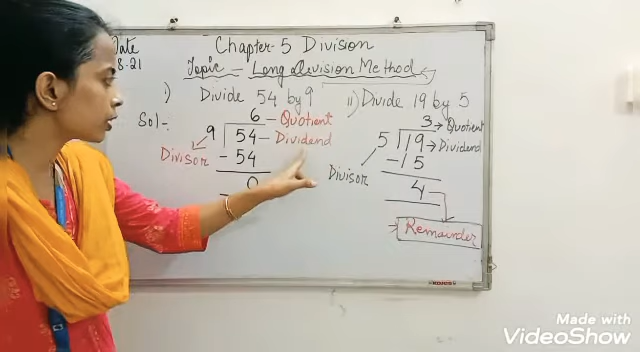 Date
8-21
Chapter-5 Division
Topic - Long Division Method
i) Divide 54 by 9
Sol-:
6 - Quotient
9 54 - Dividend
Divisor
- 54
0
ii) Divide 19 by 5
3 → Quotient
5 19 → Dividend
Divisor
- 15
4
Remainder
Made with
VideoShow